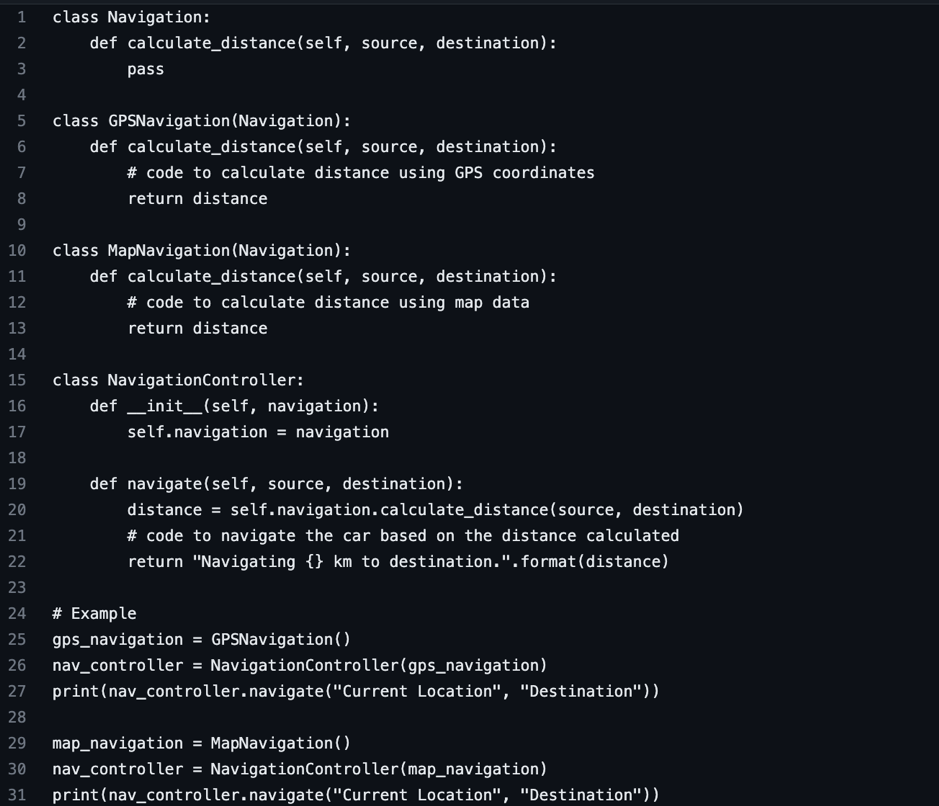 1 class Navigation:
2     def calculate_distance(self, source, destination):
3         pass
4
5 class GPSNavigation(Navigation):
6     def calculate_distance(self, source, destination):
7         # code to calculate distance using GPS coordinates
8         return distance
9
10 class MapNavigation(Navigation):
11     def calculate_distance(self, source, destination):
12         # code to calculate distance using map data
13         return distance
14
15 class NavigationController:
16     def __init__(self, navigation):
17         self.navigation = navigation
18
19     def navigate(self, source, destination):
20         distance = self.navigation.calculate_distance(source, destination)
21         # code to navigate the car based on the distance calculated
22         return "Navigating {} km to destination.".format(distance)
23
24 # Example
25 gps_navigation = GPSNavigation()
26 nav_controller = NavigationController(gps_navigation)
27 print(nav_controller.navigate("Current Location", "Destination"))
28
29 map_navigation = MapNavigation()
30 nav_controller = NavigationController(map_navigation)
31 print(nav_controller.navigate("Current Location", "Destination"))